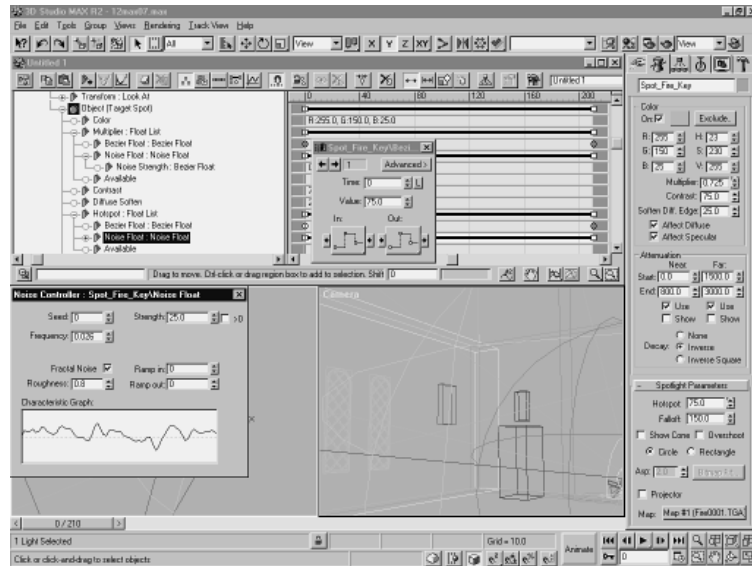 3D Studio MAX R2 - 12max07.max
File Edit Tools Group Views Rendering Track View Help
All
View
X Y Z XY
View
Untitled 1
Untitled 1
Transform : Look At
Object (Target Spot)
Color
Multiplier : Float List
Bezier Float : Bezier Float
Noise Float : Noise Float
Noise Strength : Bezier Float
Available
Contrast
Diffuse Soften
Hotspot : Float List
Bezier Float : Bezier Float
Noise Float : Noise Float
Available
0 40 80 120 160 200
R:255.0, G:150.0, B:25.0
Spot_Fire_Key\Bezi...
1 Advanced>
Time: 0 L
Value: 75.0
In: Out:
Drag to move. Ctrl-click or drag region box to add to selection. Shift 0
Noise Controller : Spot_Fire_Key\Noise Float
Seed: 0 Strength: 25.0 >0
Frequency: 0.026
Fractal Noise Ramp in: 0
Roughness: 0.8 Ramp out: 0
Characteristic Graph:
Camera
x
Spot_Fire_Key
Color
On: Exclude..
R: 255 H: 23
G: 150 S: 230
B: 25 V: 255
Multiplier: 0.725
Contrast: 75.0
Soften Diff. Edge: 25.0
Affect Diffuse
Affect Specular
Attenuation
Near: Far:
Start: 0.0 1500.0
End: 800.0 3000.0
Use Use
Show Show
None
Decay: Inverse
Inverse Square
Spotlight Parameters
Hotspot: 75.0
Falloff: 150.0
Show Cone Overshoot
Circle Rectangle
Asp: Bitmap Fit..
Projector
Map: Map #1 (Fire0001.TGA)
0 / 210
1 Light Selected
Grid = 10.0
Animate
Click or click-and-drag to select objects
0